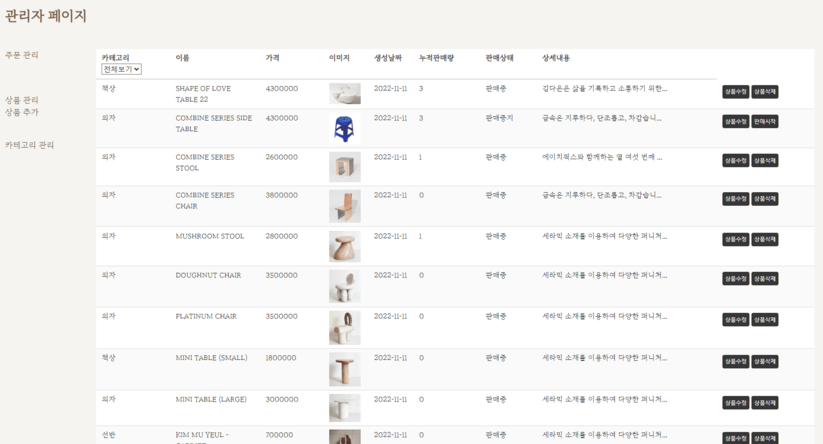 관리자 페이지
주문 관리
상품 관리
상품 추가
카테고리 관리
카테고리 이름 가격 이미지 생성날짜 누적판매량 판매상태 상세내용
전체보기
책상 SHAPE OF LOVE 4300000 2022-11-11 3 판매중 깊다은은 삶을 기록하고 소통하기 위한... 상품수정 상품삭제
TABLE 22
의자 COMBINE SERIES SIDE 4300000 2022-11-11 3 판매중지 금속은 지루하다, 단조롭고, 차갑습니... 상품수정 판매시작
TABLE
의자 COMBINE SERIES 2600000 2022-11-11 1 판매중 에이치픽스와 함께하는 열 여섯 번째 ... 상품수정 상품삭제
STOOL
의자 COMBINE SERIES 3800000 2022-11-11 0 판매중 금속은 지루하다, 단조롭고, 차갑습니... 상품수정 상품삭제
CHAIR
의자 MUSHROOM STOOL 2800000 2022-11-11 1 판매중 세라믹 소재를 이용하여 다양한 퍼니처... 상품수정 상품삭제
의자 DOUGHNUT CHAIR 3500000 2022-11-11 0 판매중 세라믹 소재를 이용하여 다양한 퍼니처... 상품수정 상품삭제
의자 PLATINUM CHAIR 3500000 2022-11-11 0 판매중 세라믹 소재를 이용하여 다양한 퍼니처... 상품수정 상품삭제
책상 MINI TABLE (SMALL) 1800000 2022-11-11 0 판매중 세라믹 소재를 이용하여 다양한 퍼니처... 상품수정 상품삭제
의자 MINI TABLE (LARGE) 3000000 2022-11-11 0 판매중 세라믹 소재를 이용하여 다양한 퍼니처... 상품수정 상품삭제
선반 KIM MU YEUL - 700000 2022-11-11 0 판매중 세라믹 소재를 이용하여 다양한 퍼니처... 상품수정 상품삭제